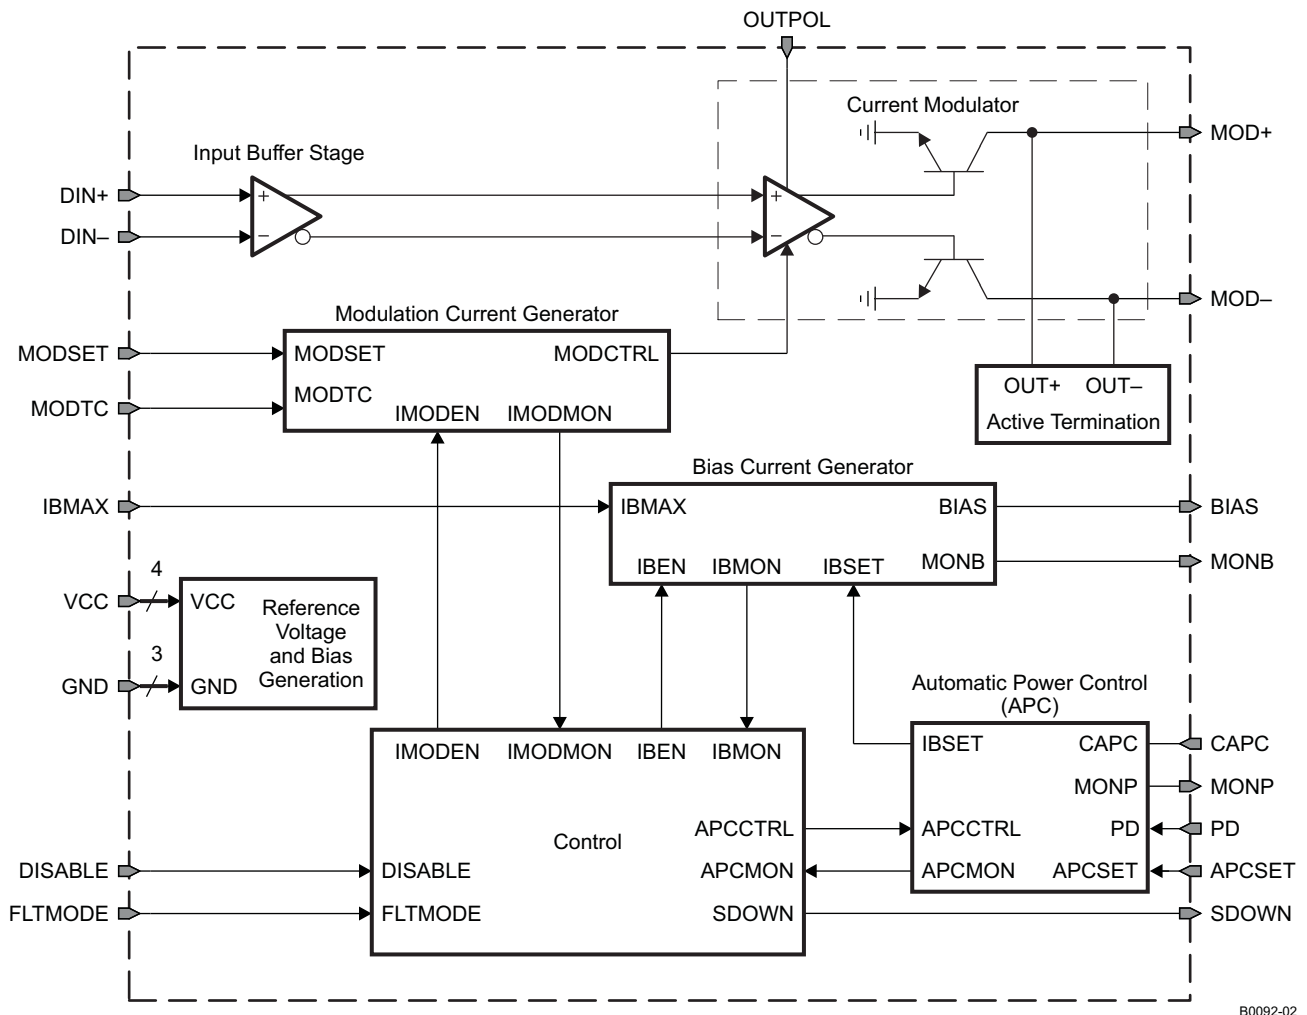 OUTPOL
Current Modulator
MOD+
Input Buffer Stage
DIN+
+
+
DIN–
–
–
MOD–
Modulation Current Generator
MODSET
MODSET
MODCTRL
MODTC
MODTC
IMODEN
IMODMON
OUT+
OUT–
Active Termination
Bias Current Generator
IBMAX
IBMAX
BIAS
BIAS
IBEN
IBMON
IBSET
MONB
MONB
4
VCC
VCC
Reference
Voltage
and Bias
Generation
3
GND
GND
Automatic Power Control
(APC)
IMODEN
IMODMON
IBEN
IBMON
IBSET
CAPC
CAPC
MONP
MONP
Control
APCCTRL
APCCTRL
PD
PD
DISABLE
DISABLE
APCMON
APCMON
APCSET
APCSET
FLTMODE
FLTMODE
SDOWN
SDOWN
B0092-02